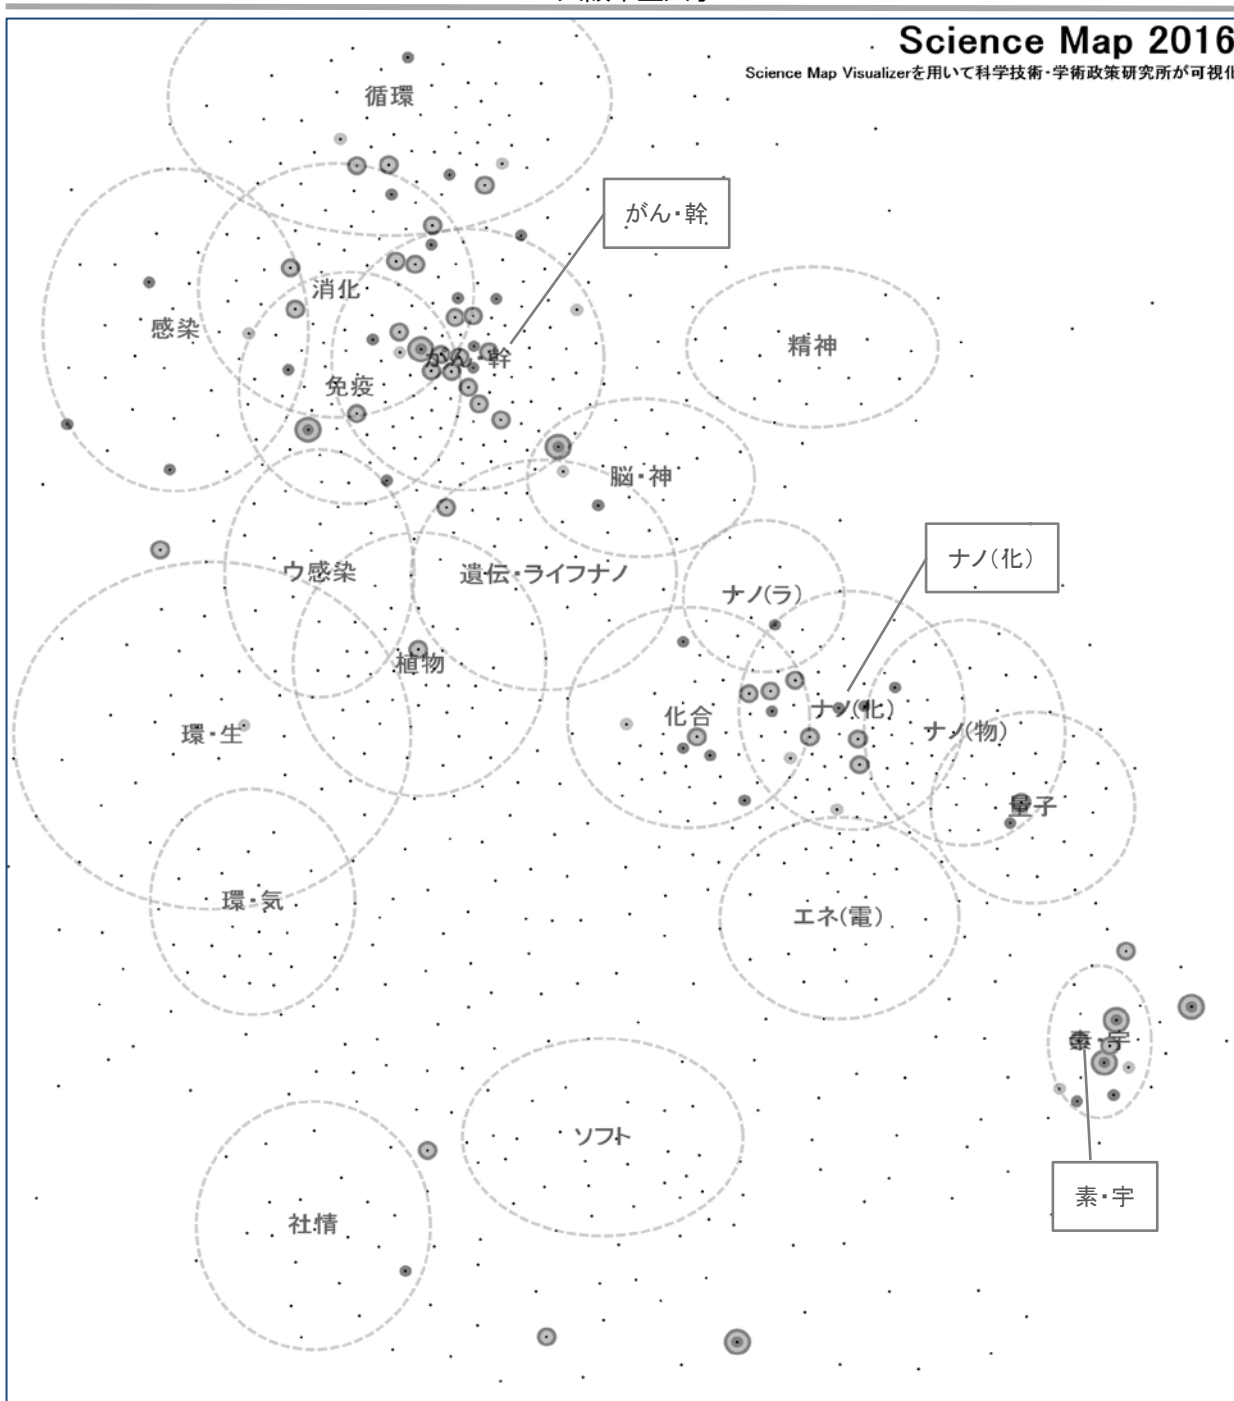 Science Map 2016
Science Map Visualizerを用いて科学技術・学術政策研究所が可視化
循環
がん・幹
消化
感染
精神
がん・幹
免疫
脳・神
ナノ(化)
ウ感染
遺伝・ライフナノ
ナノ(ラ)
植物
化合
ナノ(化)
環・生
ナノ(物)
量子
環・気
エネ(電)
素・宇
ソフト
素・宇
社情